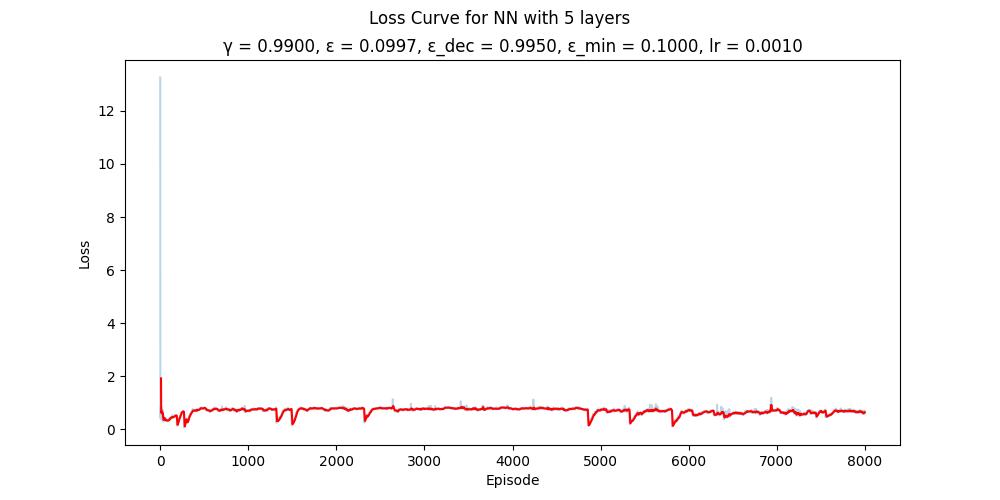 Loss Curve for NN with 5 layers
γ = 0.9900, ε = 0.0997, ε_dec = 0.9950, ε_min = 0.1000, lr = 0.0010
Loss
12
10
8
6
4
2
0
0 1000 2000 3000 4000 5000 6000 7000 8000
Episode